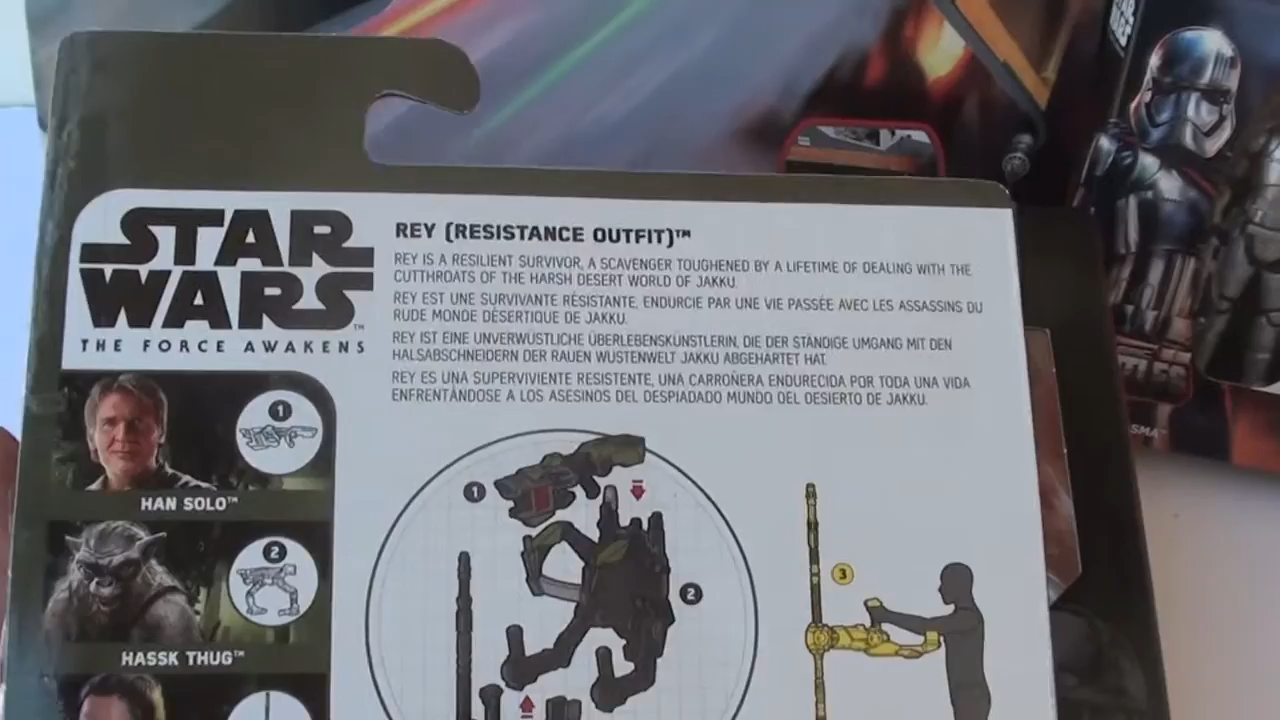 STAR
WARS™
THE FORCE AWAKENS
REY (RESISTANCE OUTFIT)™
REY IS A RESILIENT SURVIVOR, A SCAVENGER TOUGHENED BY A LIFETIME OF DEALING WITH THE
CUTTHROATS OF THE HARSH DESERT WORLD OF JAKKU.
REY EST UNE SURVIVANTE RÉSISTANTE, ENDURCIE PAR UNE VIE PASSÉE AVEC LES ASSASSINS DU
RUDE MONDE DÉSERTIQUE DE JAKKU.
REY IST EINE UNVERWÜSTLICHE ÜBERLEBENSKÜNSTLERIN, DIE DER STÄNDIGE UMGANG MIT DEN
HALSABSCHNEIDERN DER RAUEN WÜSTENWELT JAKKU ABGEHÄRTET HAT.
REY ES UNA SUPERVIVIENTE RESISTENTE, UNA CARROÑERA ENDURECIDA POR TODA UNA VIDA
ENFRENTÁNDOSE A LOS ASESINOS DEL DESPIADADO MUNDO DEL DESIERTO DE JAKKU.
1
HAN SOLO™
2
HASSK THUG™
1
2
3
STAR
WARS